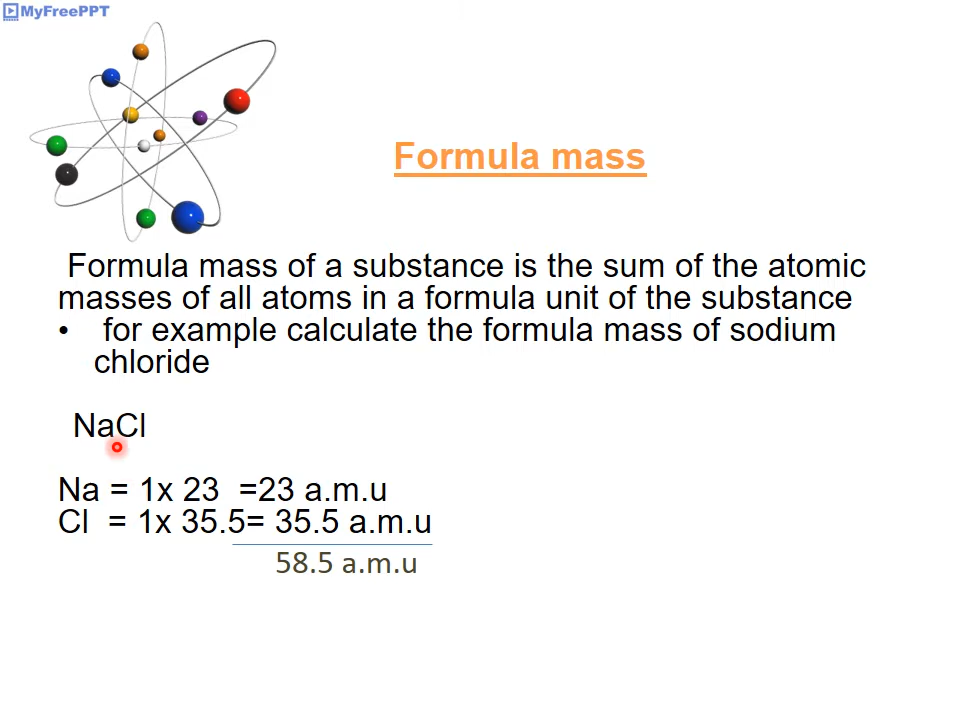 MyFreePPT
Formula mass
Formula mass of a substance is the sum of the atomic
masses of all atoms in a formula unit of the substance
• for example calculate the formula mass of sodium
chloride
NaCl
Na = 1x 23 =23 a.m.u
Cl = 1x 35.5= 35.5 a.m.u
58.5 a.m.u